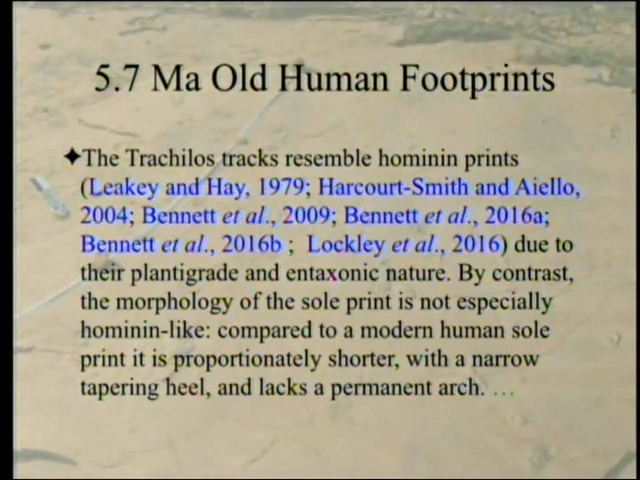 5.7 Ma Old Human Footprints
✦The Trachilos tracks resemble hominin prints
(Leakey and Hay, 1979; Harcourt-Smith and Aiello,
2004; Bennett et al., 2009; Bennett et al., 2016a;
Bennett et al., 2016b ; Lockley et al., 2016) due to
their plantigrade and entaxonic nature. By contrast,
the morphology of the sole print is not especially
hominin-like: compared to a modern human sole
print it is proportionately shorter, with a narrow
tapering heel, and lacks a permanent arch. …